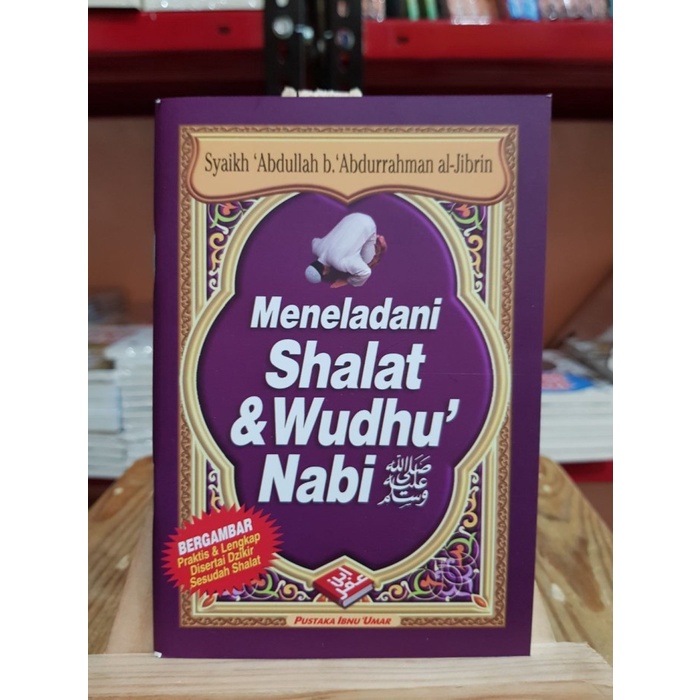 Syaikh 'Abdullah b. 'Abdurrahman al-Jibrin
Meneladani
Shalat
& Wudhu'
Nabi ﷺ
BERGAMBAR
Praktis & Lengkap
Disertai Dzikir
Sesudah Shalat
PUSTAKA IBNU 'UMAR